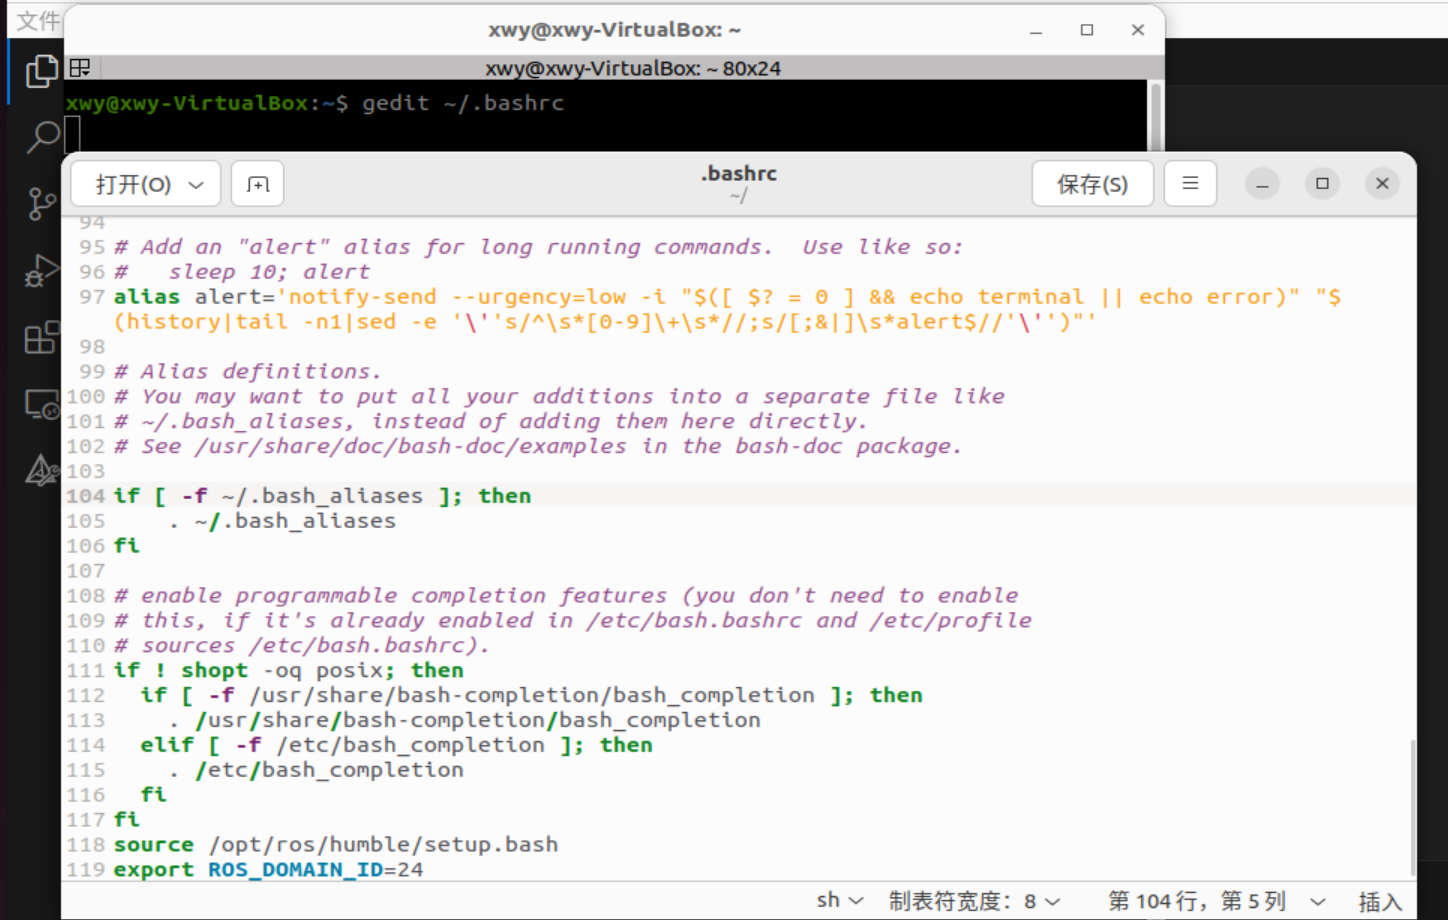 文件
xwy@xwy-VirtualBox: ~
xwy@xwy-VirtualBox: ~ 80x24
xwy@xwy-VirtualBox:~$ gedit ~/.bashrc
打开(O)
.bashrc
~/
保存(S)
94
95 # Add an "alert" alias for long running commands.  Use like so:
96 #   sleep 10; alert
97 alias alert='notify-send --urgency=low -i "$([ $? = 0 ] && echo terminal || echo error)" "$
(history|tail -n1|sed -e '\''s/^\s*[0-9]\+\s*//;s/[;&|]\s*alert$//'\'')"'
98
99 # Alias definitions.
100 # You may want to put all your additions into a separate file like
101 # ~/.bash_aliases, instead of adding them here directly.
102 # See /usr/share/doc/bash-doc/examples in the bash-doc package.
103
104 if [ -f ~/.bash_aliases ]; then
105     . ~/.bash_aliases
106 fi
107
108 # enable programmable completion features (you don't need to enable
109 # this, if it's already enabled in /etc/bash.bashrc and /etc/profile
110 # sources /etc/bash.bashrc).
111 if ! shopt -oq posix; then
112   if [ -f /usr/share/bash-completion/bash_completion ]; then
113     . /usr/share/bash-completion/bash_completion
114   elif [ -f /etc/bash_completion ]; then
115     . /etc/bash_completion
116   fi
117 fi
118 source /opt/ros/humble/setup.bash
119 export ROS_DOMAIN_ID=24
sh 制表符宽度：8 第 104 行，第 5 列 插入